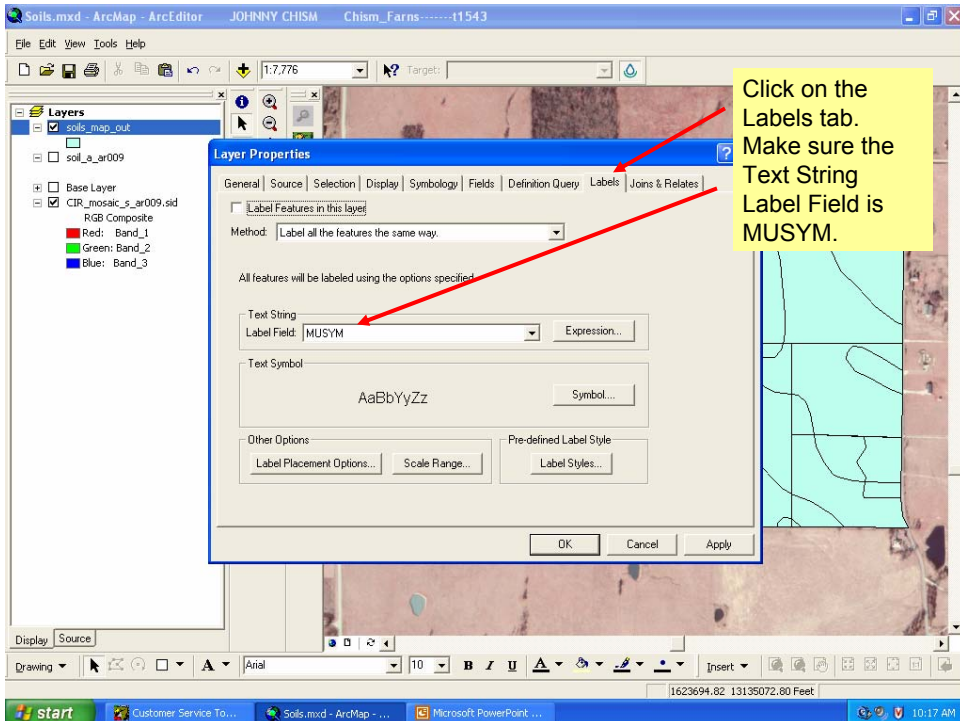 Soils.mxd - ArcMap - ArcEditor JOHNNY CHISM Chism_Farns-------t1543
File Edit View Tools Help
1:7,776 Target:
Layers
soils_map_out
soil_a_ar009
Base Layer
CIR_mosaic_s_ar009.sid
RGB Composite
Red: Band_1
Green: Band_2
Blue: Band_3
Click on the
Labels tab.
Make sure the
Text String
Label Field is
MUSYM.
Layer Properties
General Source Selection Display Symbology Fields Definition Query Labels Joins & Relates
Label Features in this layer
Method: Label all the features the same way.
All features will be labeled using the options specified
Text String
Label Field: MUSYM Expression...
Text Symbol
AaBbYyZz Symbol...
Other Options Pre-defined Label Style
Label Placement Options... Scale Range... Label Styles...
OK Cancel Apply
Display Source
Drawing A Arial 10 B I U A Insert
1623694.82 13135072.80 Feet
start Customer Service To... Soils.mxd - ArcMap - ... Microsoft PowerPoint ... 10:17 AM